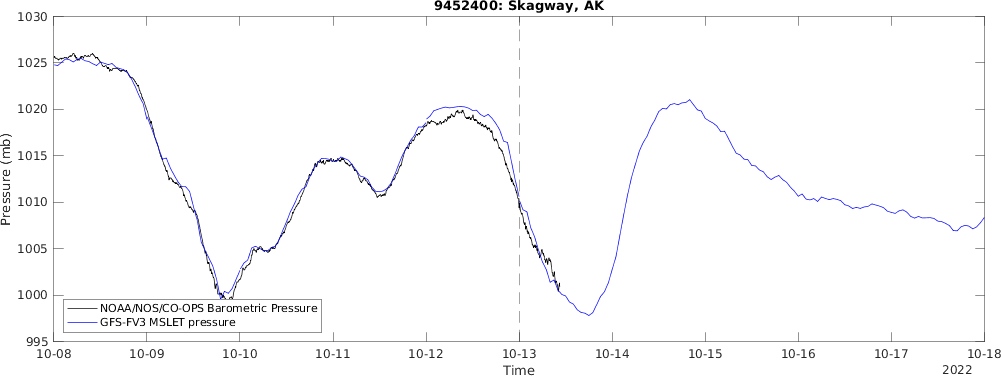 9452400: Skagway, AK
Pressure (mb)
1030
1025
1020
1015
1010
1005
1000
995
NOAA/NOS/CO-OPS Barometric Pressure
GFS-FV3 MSLET pressure
10-08 10-09 10-10 10-11 10-12 10-13 10-14 10-15 10-16 10-17 10-18
Time
2022